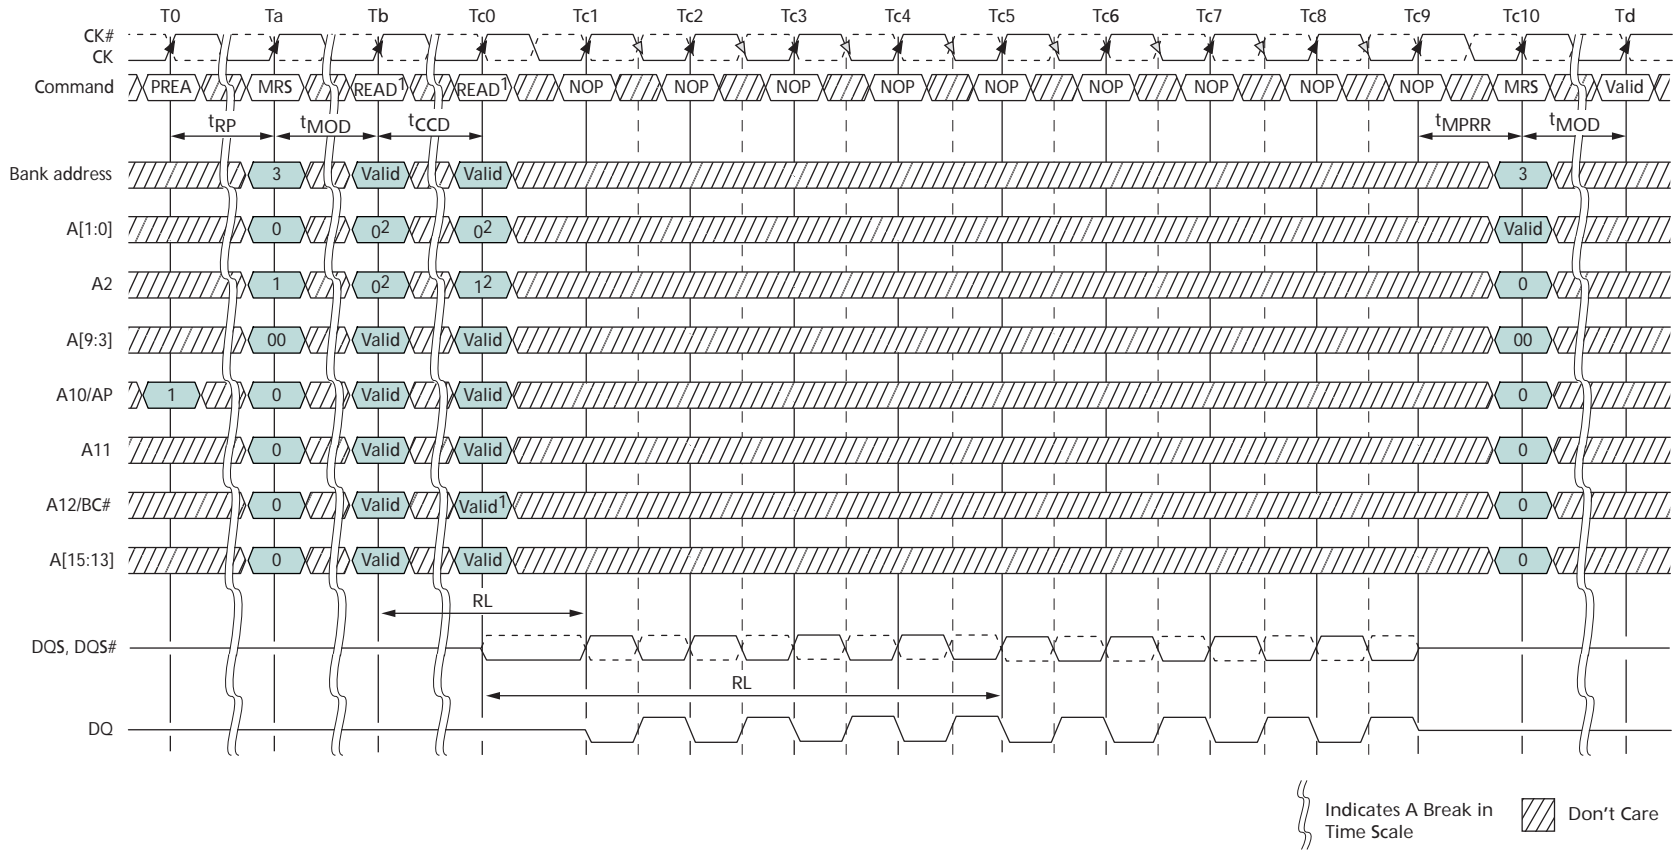 T0 Ta Tb Tc0 Tc1 Tc2 Tc3 Tc4 Tc5 Tc6 Tc7 Tc8 Tc9 Tc10 Td
CK#
CK
Command PREA MRS READ1 READ1 NOP NOP NOP NOP NOP NOP NOP NOP NOP MRS Valid
tRP tMOD tCCD tMPRR tMOD
Bank address 3 Valid Valid 3
A[1:0] 0 02 02 Valid
A2 1 02 12 0
A[9:3] 00 Valid Valid 00
A10/AP 1 0 Valid Valid 0
A11 0 Valid Valid 0
A12/BC# 0 Valid Valid1 0
A[15:13] 0 Valid Valid 0
RL
DQS, DQS#
RL
DQ
Indicates A Break in
Time Scale
Don't Care